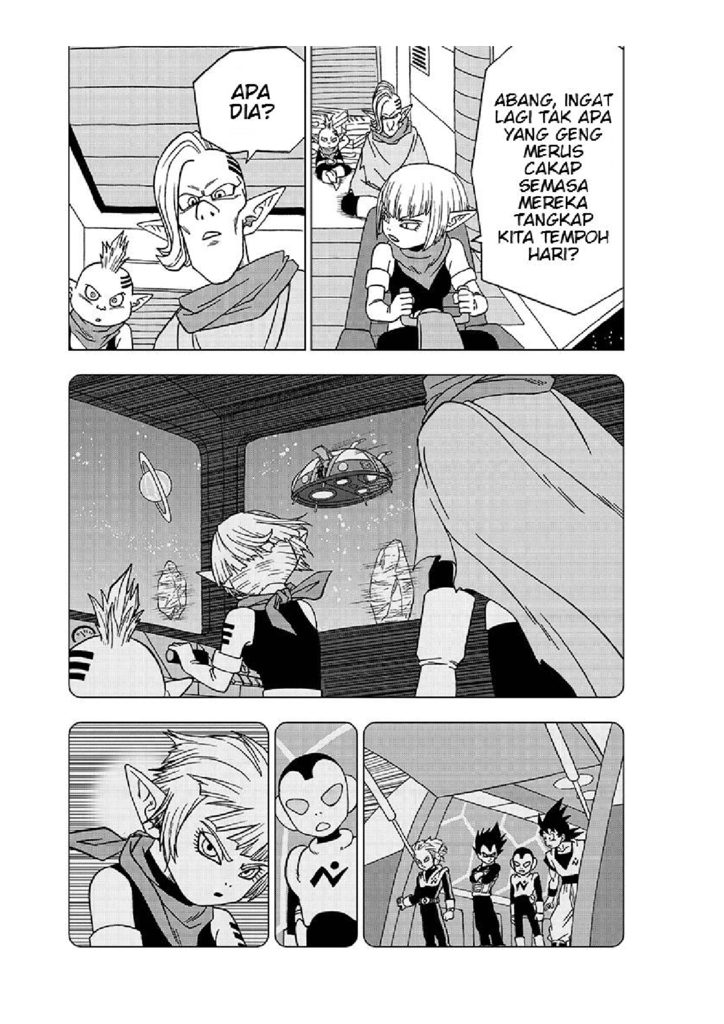 ABANG, INGAT
LAGI TAK APA
YANG GENG
MERUS
CAKAP
SEMASA
MEREKA
TANGKAP
KITA TEMPOH
HARI?
APA
DIA?